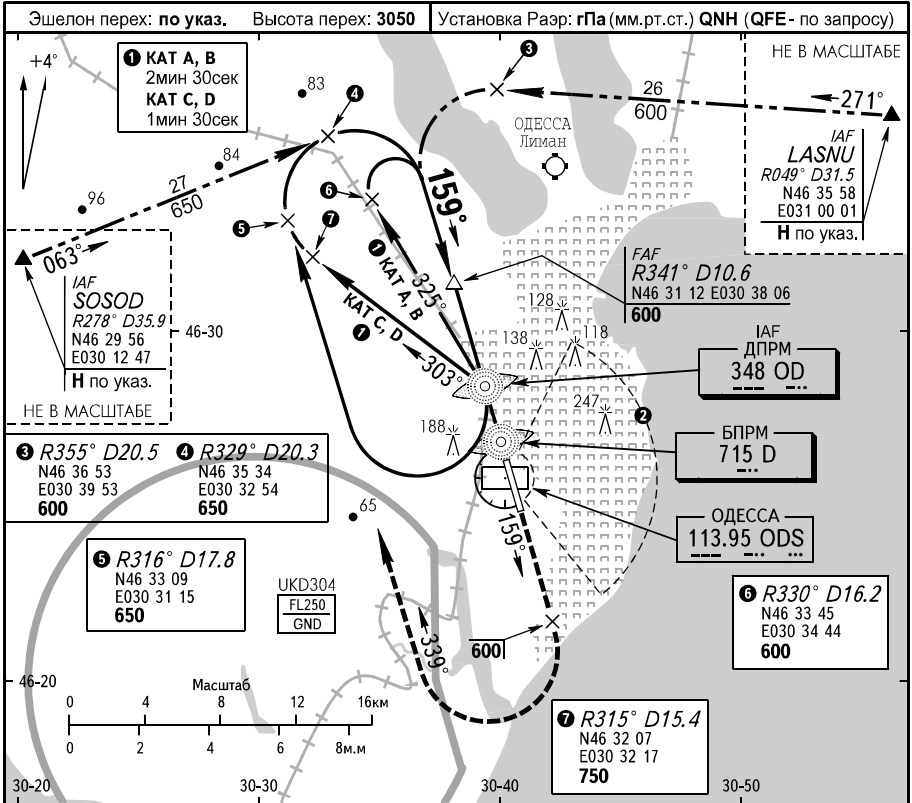 Эшелон перех: по указ. Высота перех: 3050 Установка Раэр: гПа (мм.рт.ст.) QNH (QFE - по запросу)
+4°
1 КАТ A, B
2мин 30сек
КАТ C, D
1мин 30сек
83
84
96
27
650
063°
IAF
SOSOD
R278° D35.9
N46 29 56
E030 12 47
Н по указ.
НЕ В МАСШТАБЕ
3
4
5
6
7
26
600
271°
НЕ В МАСШТАБЕ
IAF
LASNU
R049° D31.5
N46 35 58
E031 00 01
Н по указ.
ОДЕССА
Лиман
159°
1 КАТ A, B
325°
КАТ C, D
1
303°
FAF
R341° D10.6
N46 31 12 E030 38 06
600
46-30
128
138
118
247
188
2
IAF
ДПРМ
348 OD
БПРМ
715 D
ОДЕССА
113.95 ODS
3 R355° D20.5
N46 36 53
E030 39 53
600
4 R329° D20.3
N46 35 34
E030 32 54
650
65
5 R316° D17.8
N46 33 09
E030 31 15
650
UKD304
FL250
GND
159°
339°
600
6 R330° D16.2
N46 33 45
E030 34 44
600
7 R315° D15.4
N46 32 07
E030 32 17
750
46-20
Масштаб
0 4 8 12 16км
0 2 4 6 8м.м
30-20 30-30 30-40 30-50